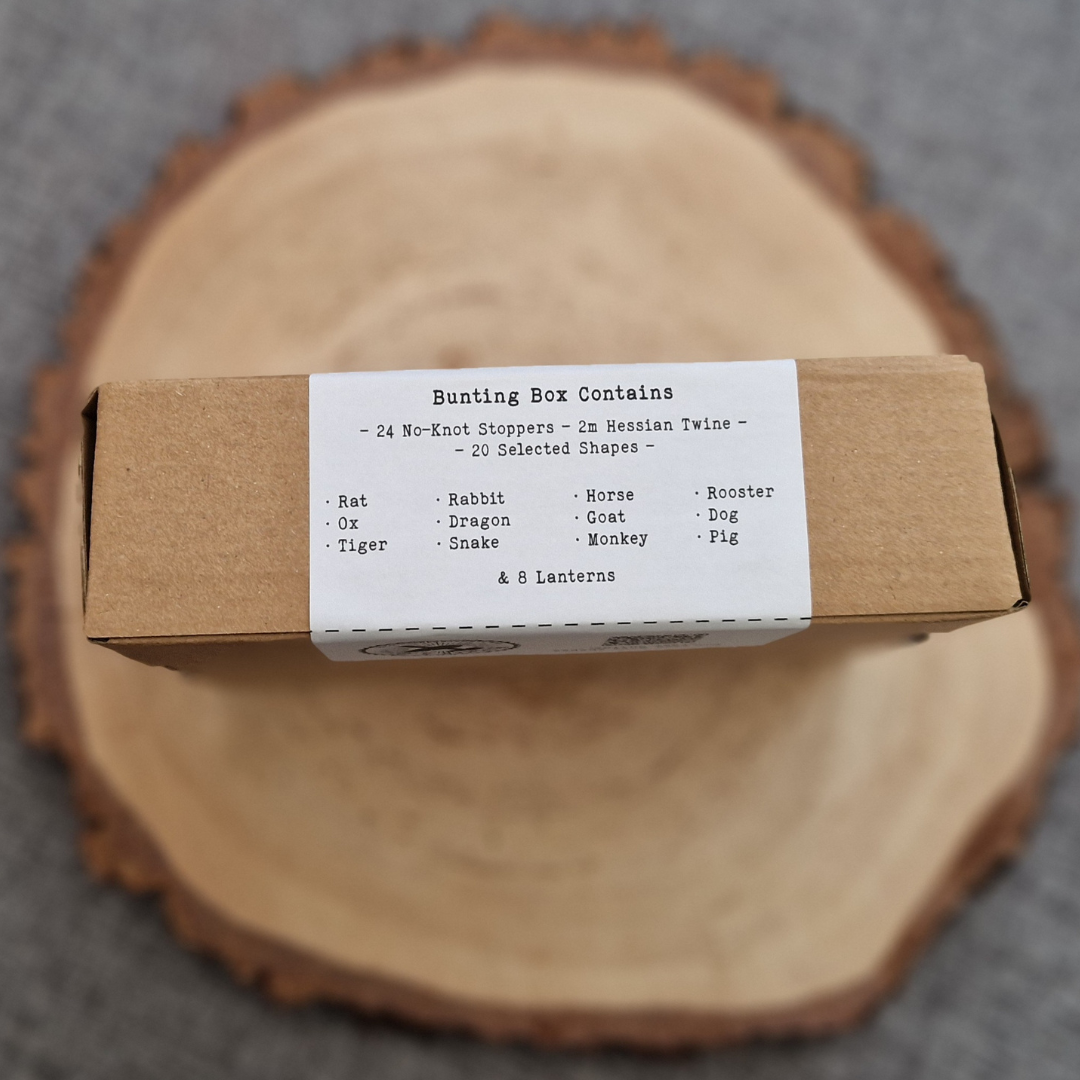 Bunting Box Contains
- 24 No-Knot Stoppers - 2m Hessian Twine -
- 20 Selected Shapes -
· Rat · Rabbit · Horse · Rooster
· Ox · Dragon · Goat · Dog
· Tiger · Snake · Monkey · Pig
& 8 Lanterns